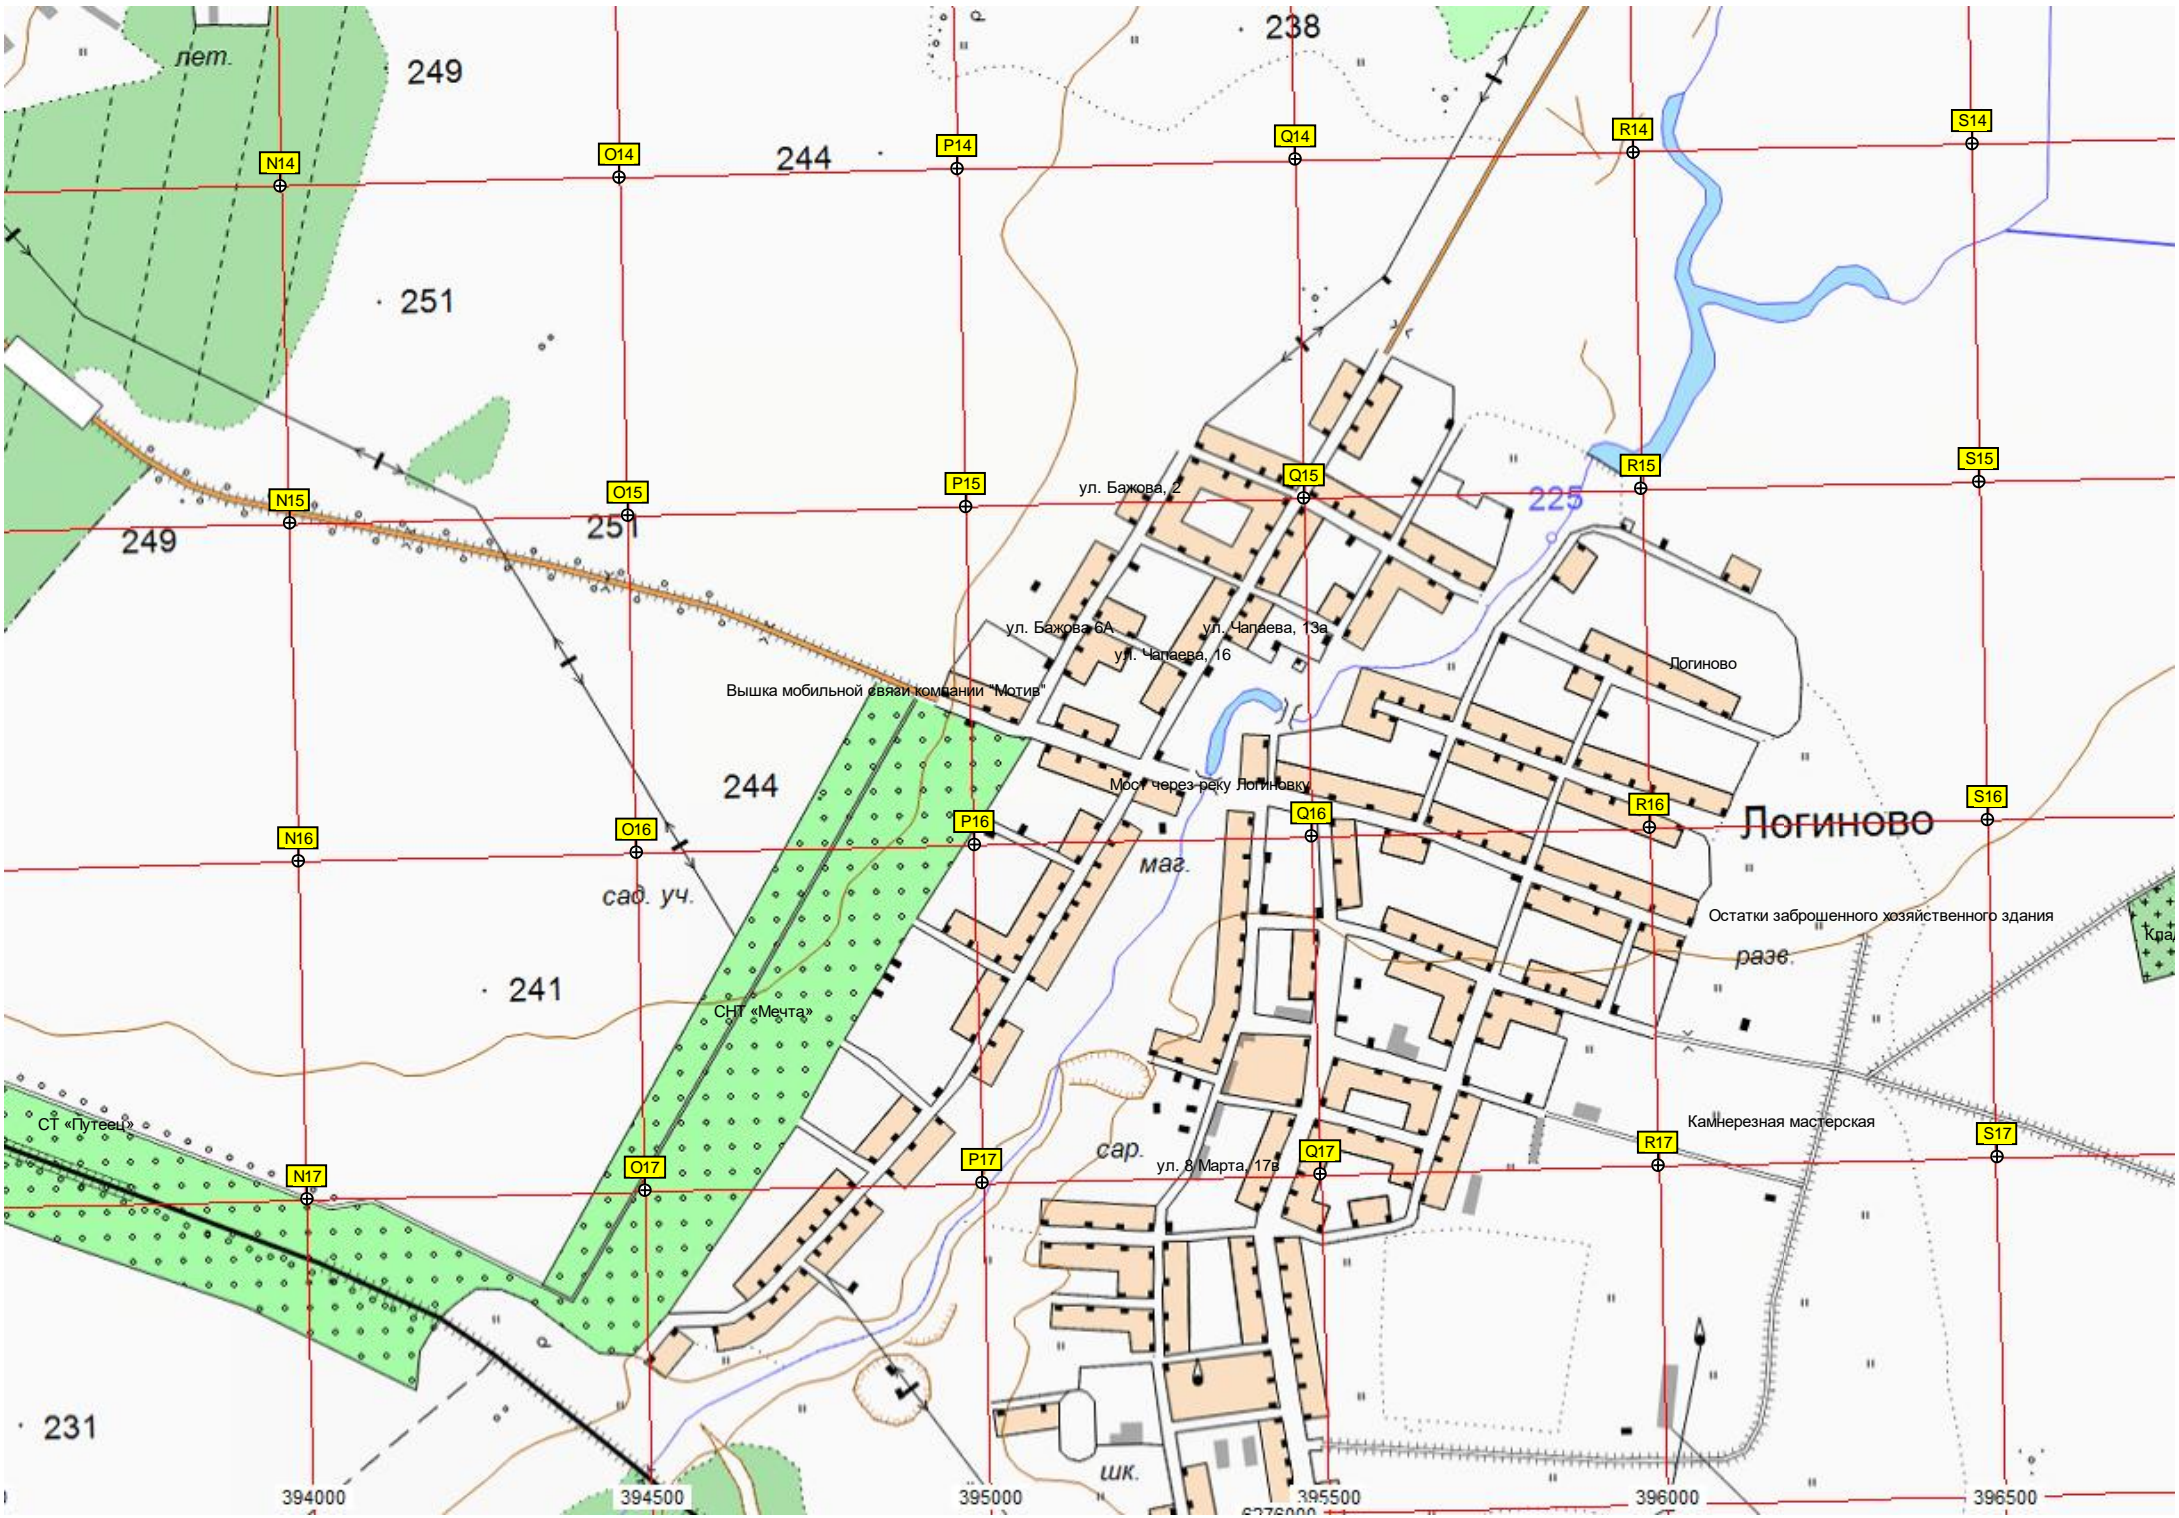 238
лет.
249
N14
O14
P14
Q14
R14
S14
244
251
N15
O15
P15
Q15
R15
S15
ул. Бажова, 2
225
249
251
ул. Бажова 6А
ул. Чапаева, 13а
ул. Чапаева, 16
Логиново
Вышка мобильной связи компании "Мотив"
244
Мост через реку Логиновку
N16
O16
P16
Q16
R16
S16
Логиново
маг.
сад. уч.
Остатки заброшенного хозяйственного здания
разв.
241
СНТ «Мечта»
СТ «Путеец»
Камнерезная мастерская
сар.
ул. 8 Марта, 17в
N17
O17
P17
Q17
R17
S17
231
шк.
394000
394500
395000
395500
396000
396500
6276000